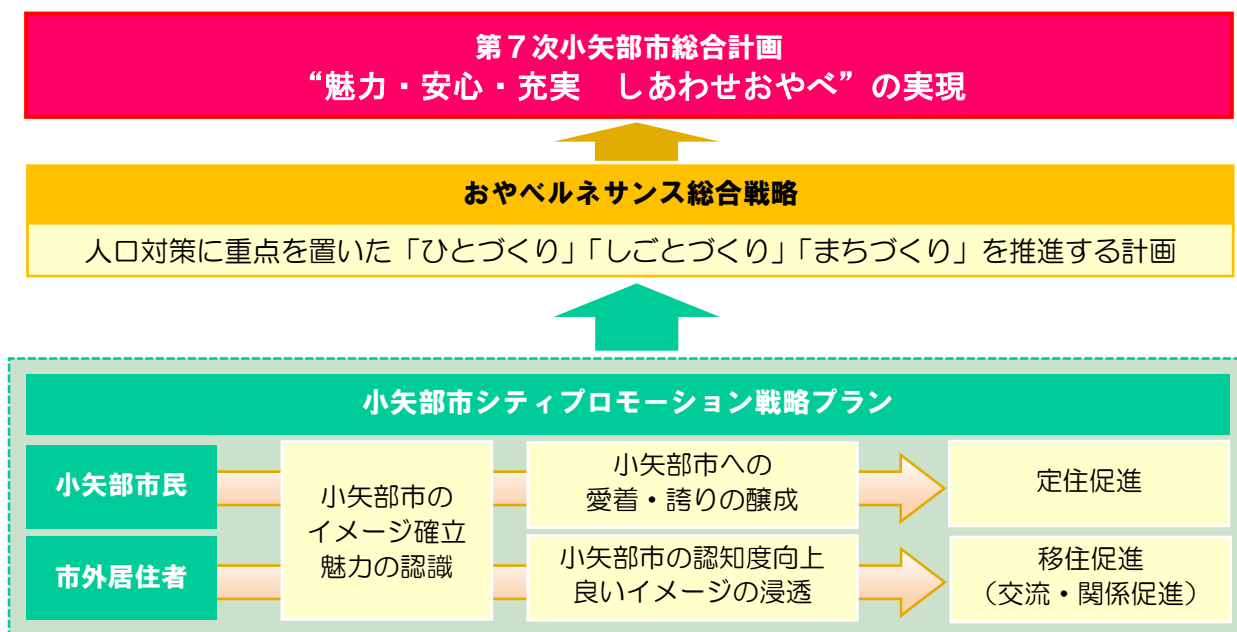 第７次小矢部市総合計画
“魅力・安心・充実　しあわせおやべ”の実現
おやべルネサンス総合戦略
人口対策に重点を置いた「ひとづくり」「しごとづくり」「まちづくり」を推進する計画
小矢部市シティプロモーション戦略プラン
小矢部市民
小矢部市の
イメージ確立
魅力の認識
小矢部市への
愛着・誇りの醸成
定住促進
市外居住者
小矢部市の認知度向上
良いイメージの浸透
移住促進
（交流・関係促進）